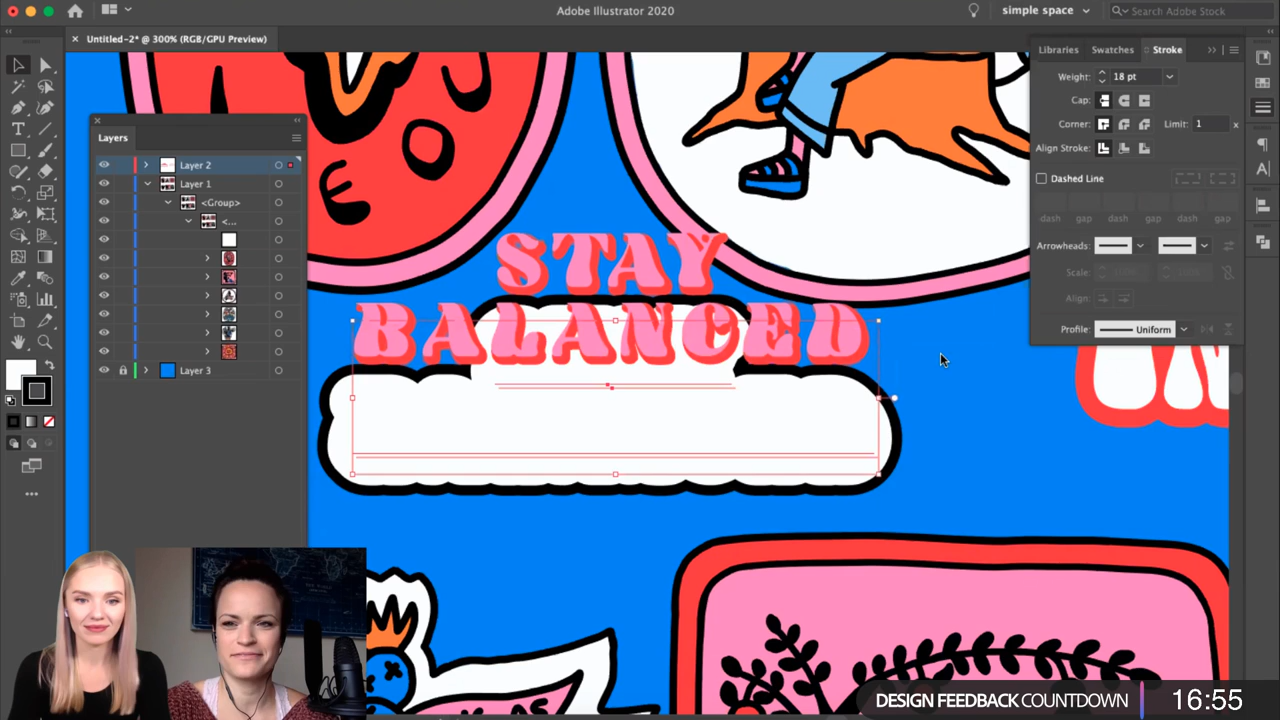 Adobe Illustrator 2020
simple space
Search Adobe Stock
Untitled-2* @ 300% (RGB/GPU Preview)
Libraries
Swatches
Stroke
Weight:
18 pt
Cap:
Corner:
Limit:
1
x
Align Stroke:
Dashed Line
dash
gap
dash
gap
dash
gap
Arrowheads:
Scale:
Align:
Profile:
Uniform
Layers
Layer 2
Layer 1
<Group>
<...
Layer 3
STAY
BALANCED
DESIGN FEEDBACK COUNTDOWN
16:55